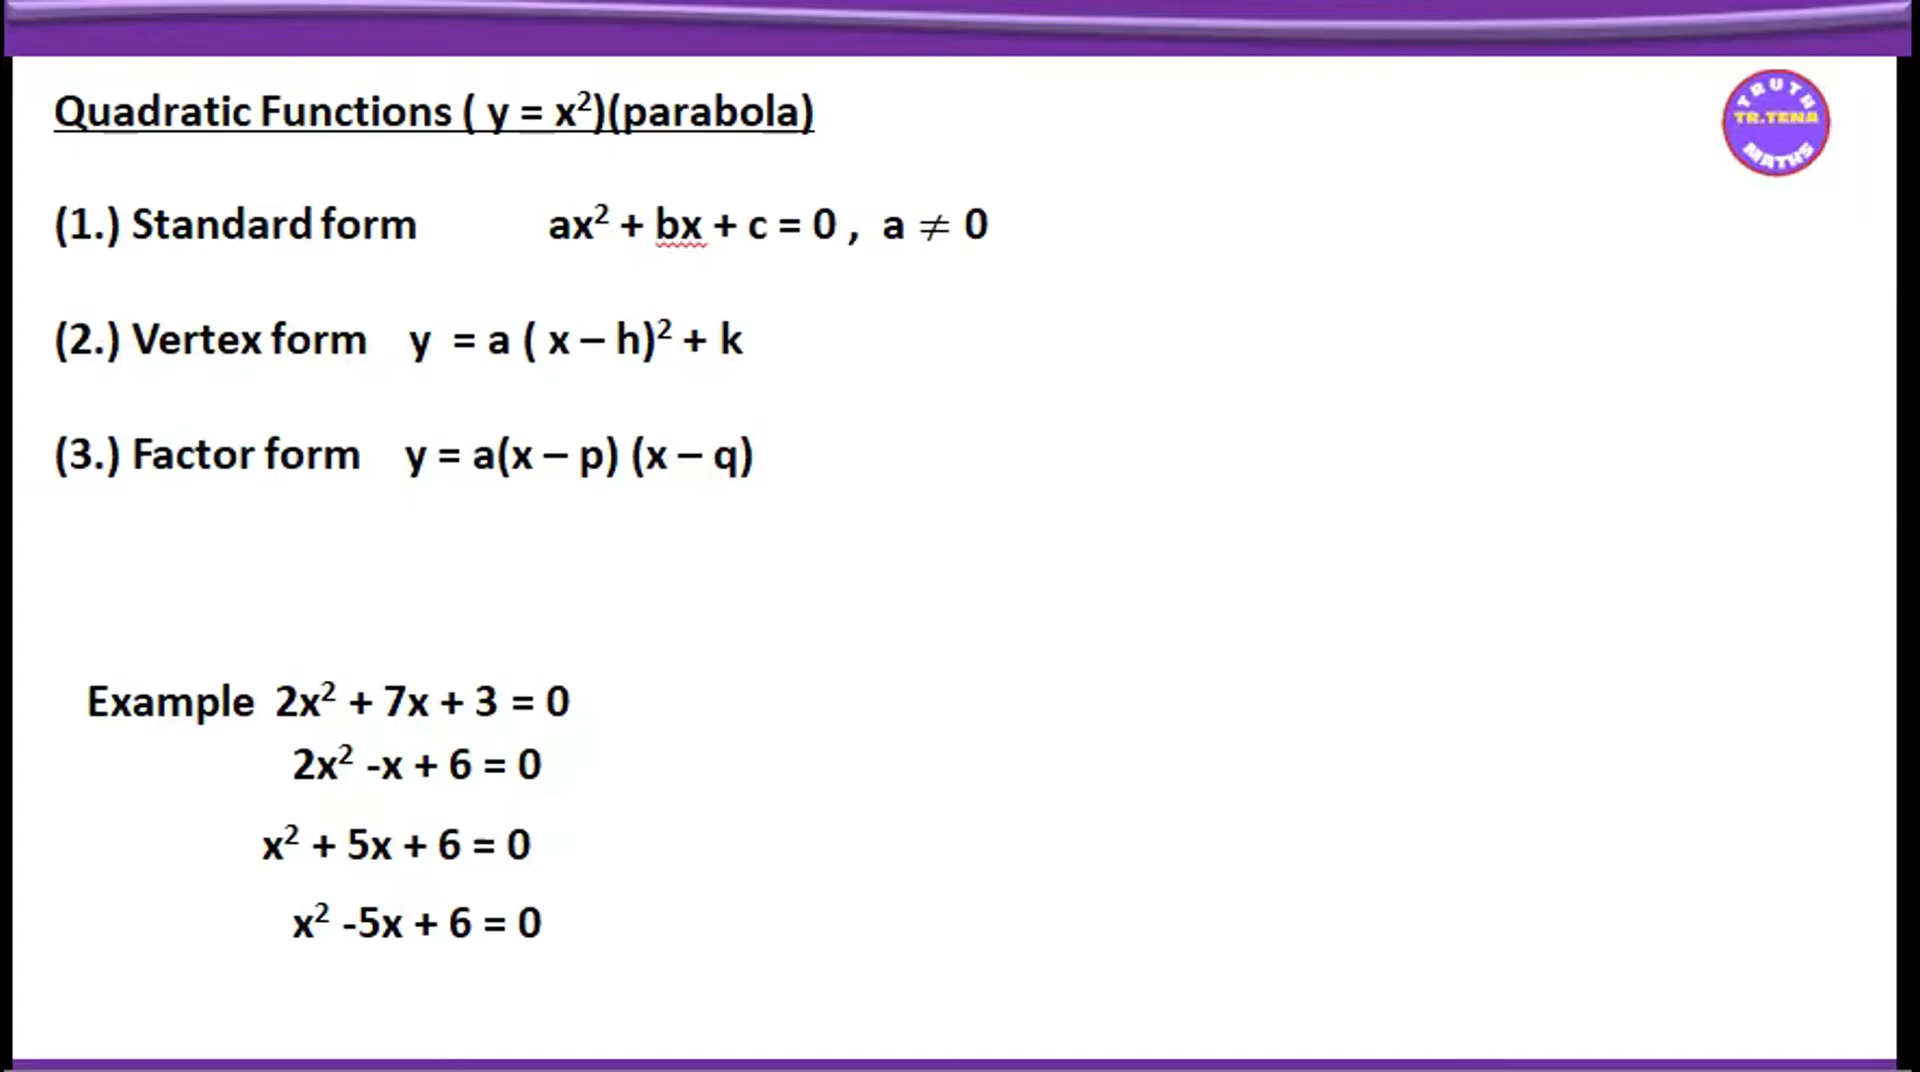 Quadratic Functions ( y = x²)(parabola)
TRUTH
TR.TENA
MATHS
(1.) Standard form ax² + bx + c = 0 , a ≠ 0
(2.) Vertex form y = a ( x – h)² + k
(3.) Factor form y = a(x – p) (x – q)
Example 2x² + 7x + 3 = 0
2x² -x + 6 = 0
x² + 5x + 6 = 0
x² -5x + 6 = 0